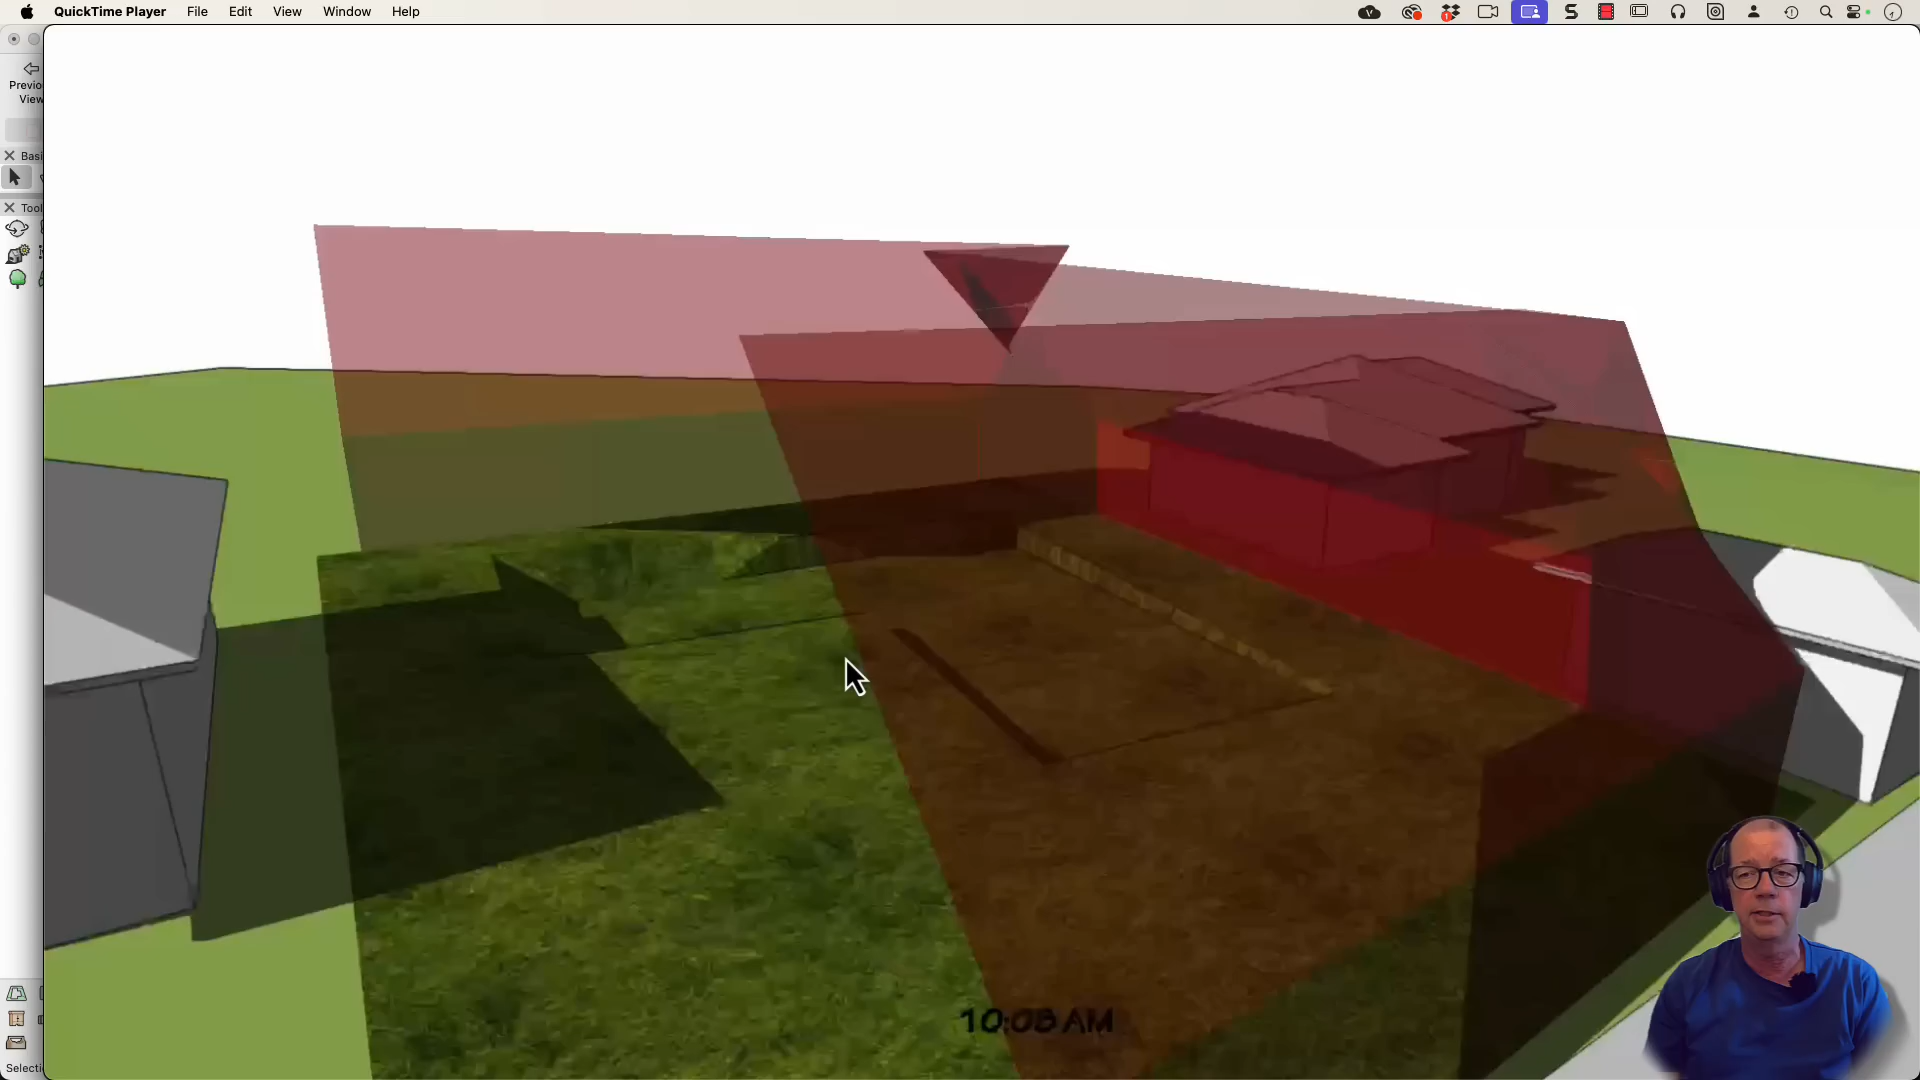 QuickTime Player File Edit View Window Help
Previo
View
Basi
Tool
10:08 AM
Selecti